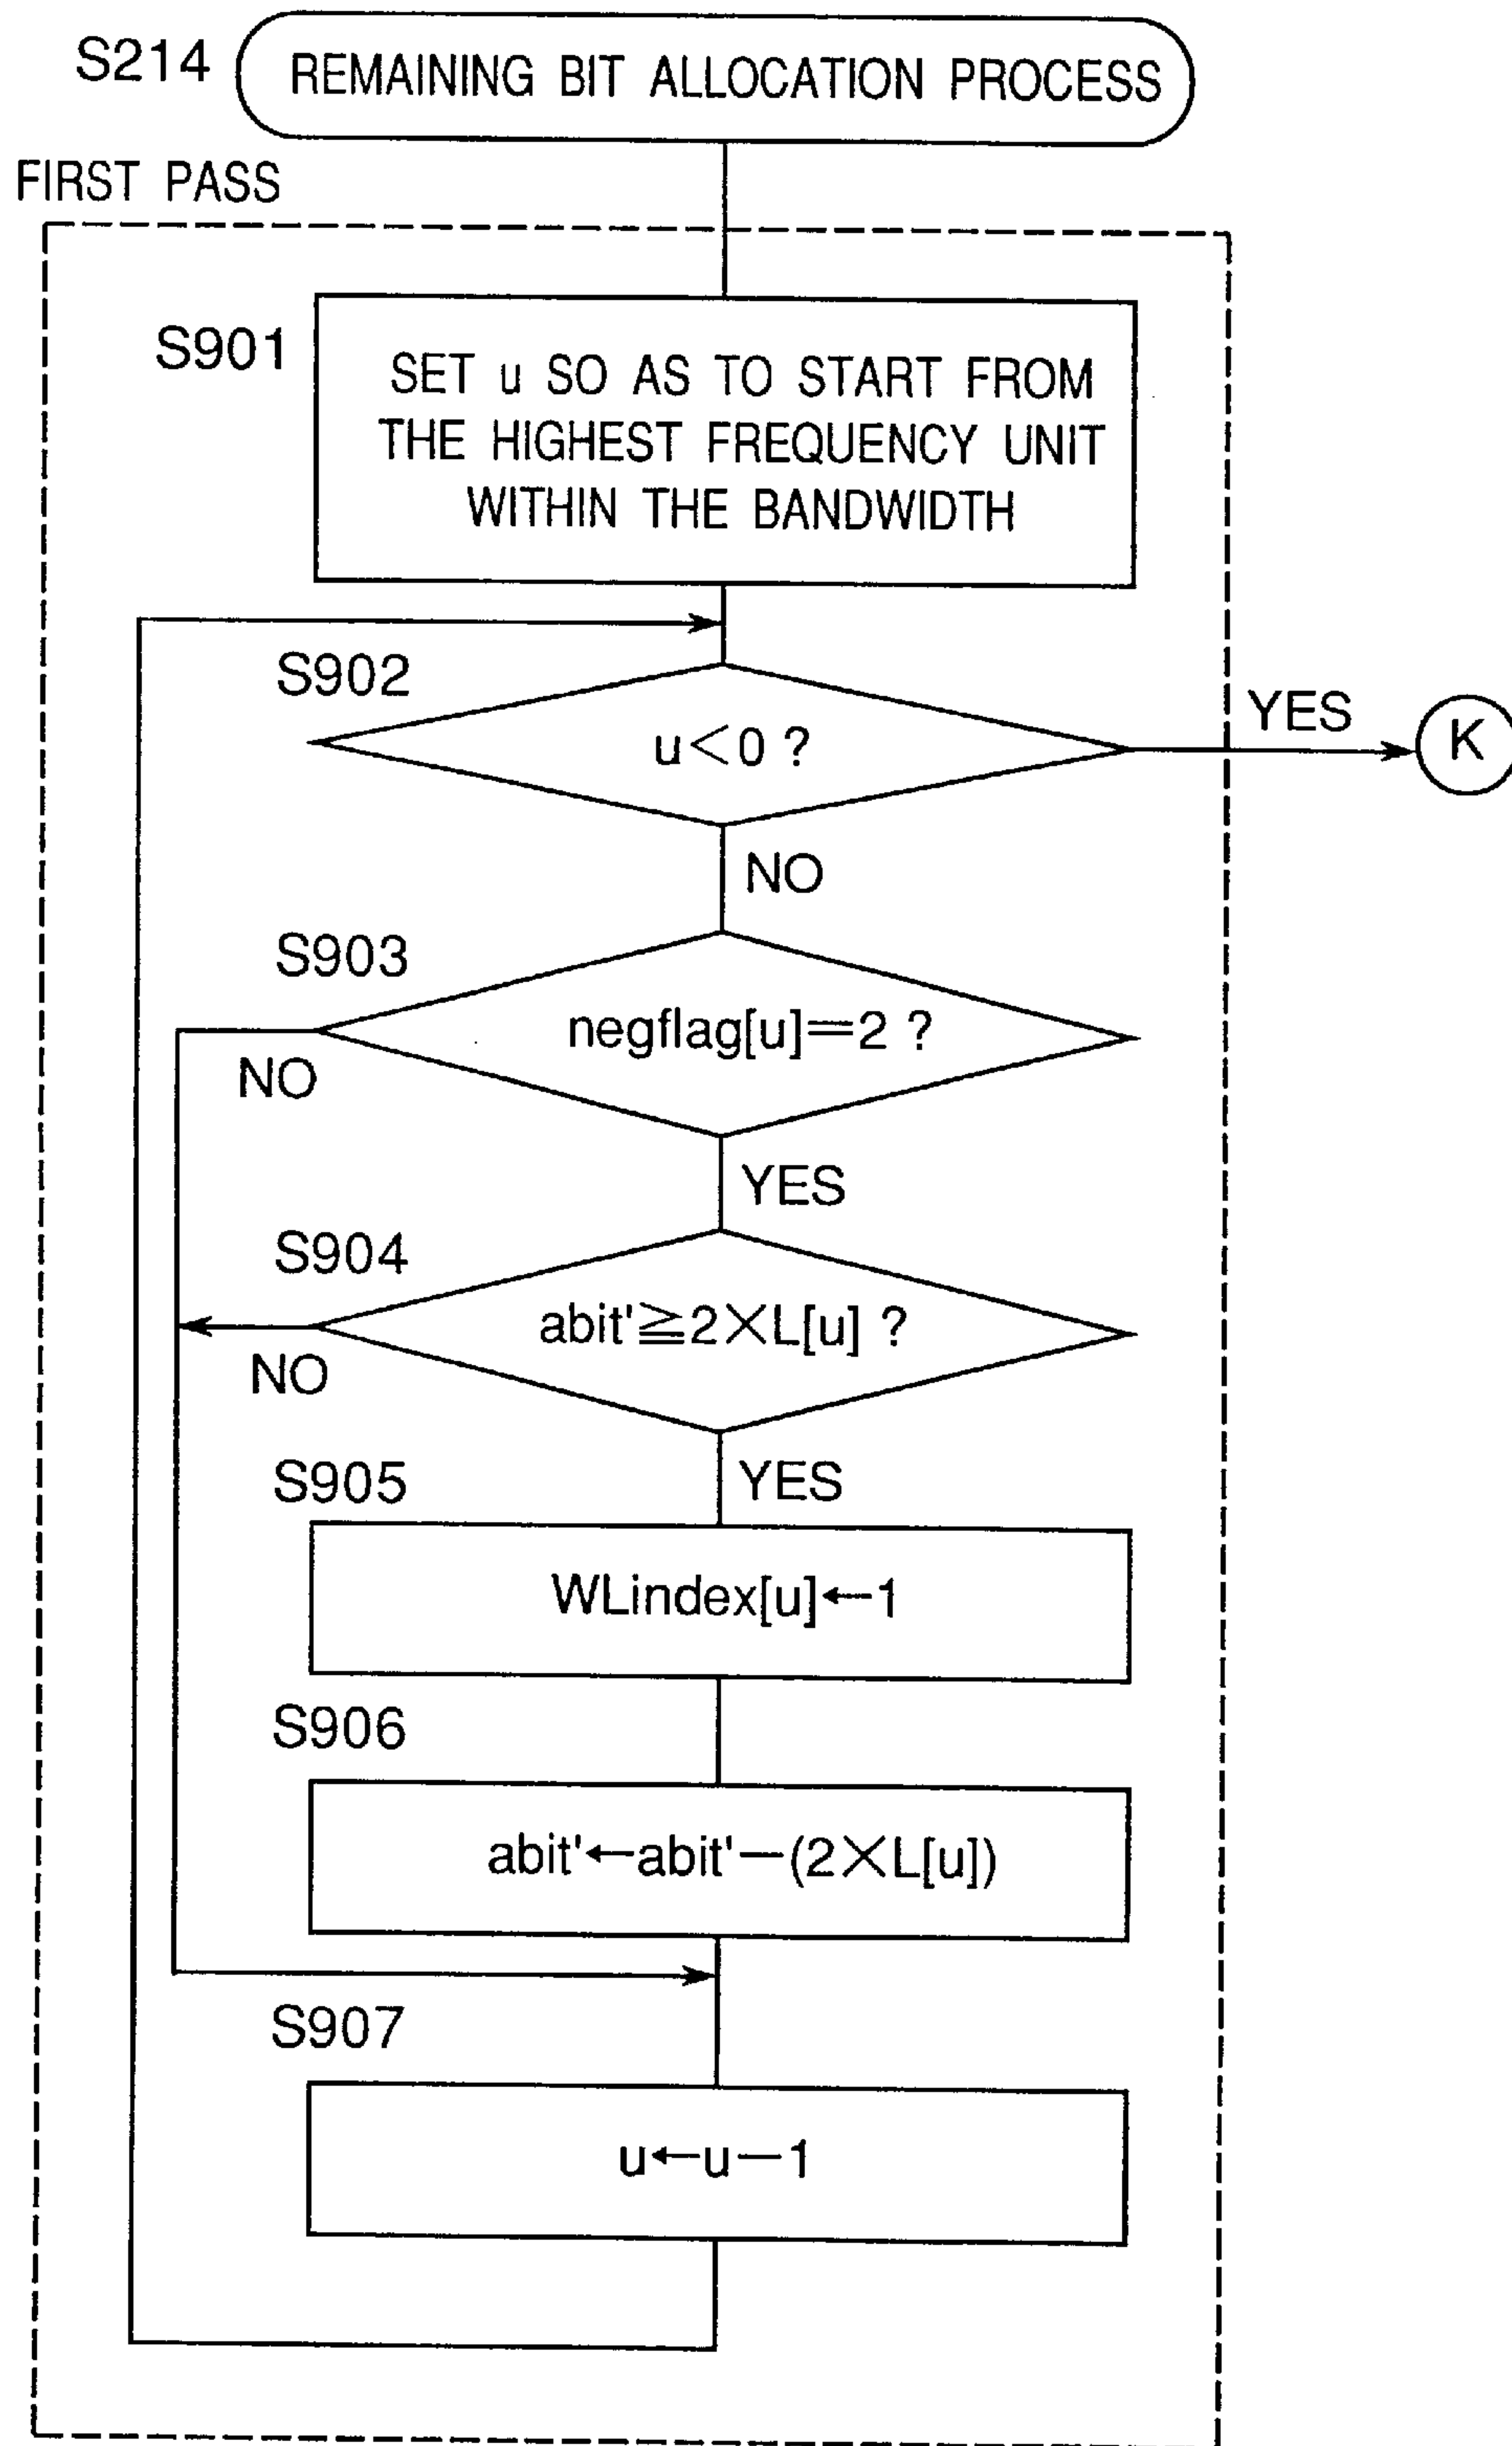 S214
REMAINING BIT ALLOCATION PROCESS
FIRST PASS
S901
SET u SO AS TO START FROM
THE HIGHEST FREQUENCY UNIT
WITHIN THE BANDWIDTH
S902
u<0 ?
YES
K
NO
S903
negflag[u]=2 ?
NO
YES
S904
abit'≧2×L[u] ?
NO
YES
S905
WLindex[u]←1
S906
abit'←abit'−(2×L[u])
S907
u←u−1